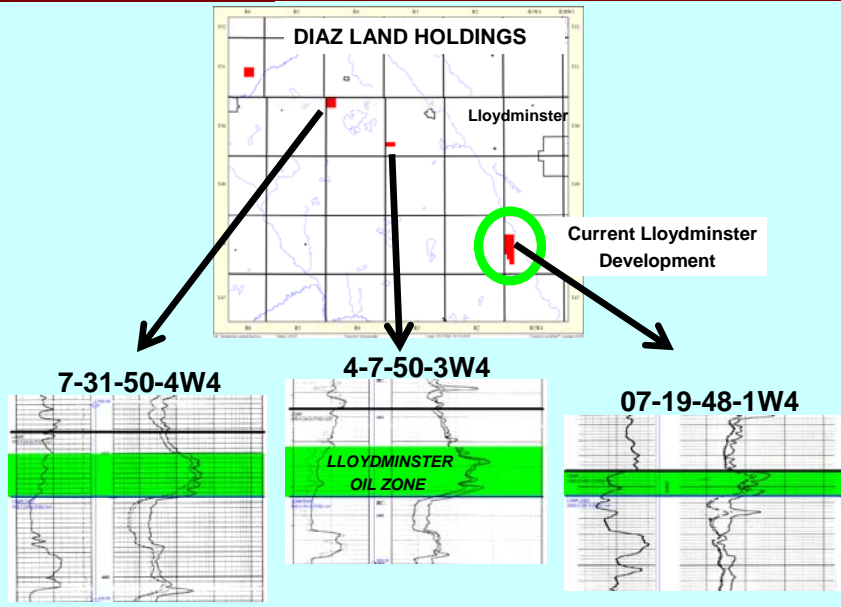 DIAZ LAND HOLDINGS
Lloydminster
Current Lloydminster
Development
7-31-50-4W4
4-7-50-3W4
07-19-48-1W4
LLOYDMINSTER
OIL ZONE